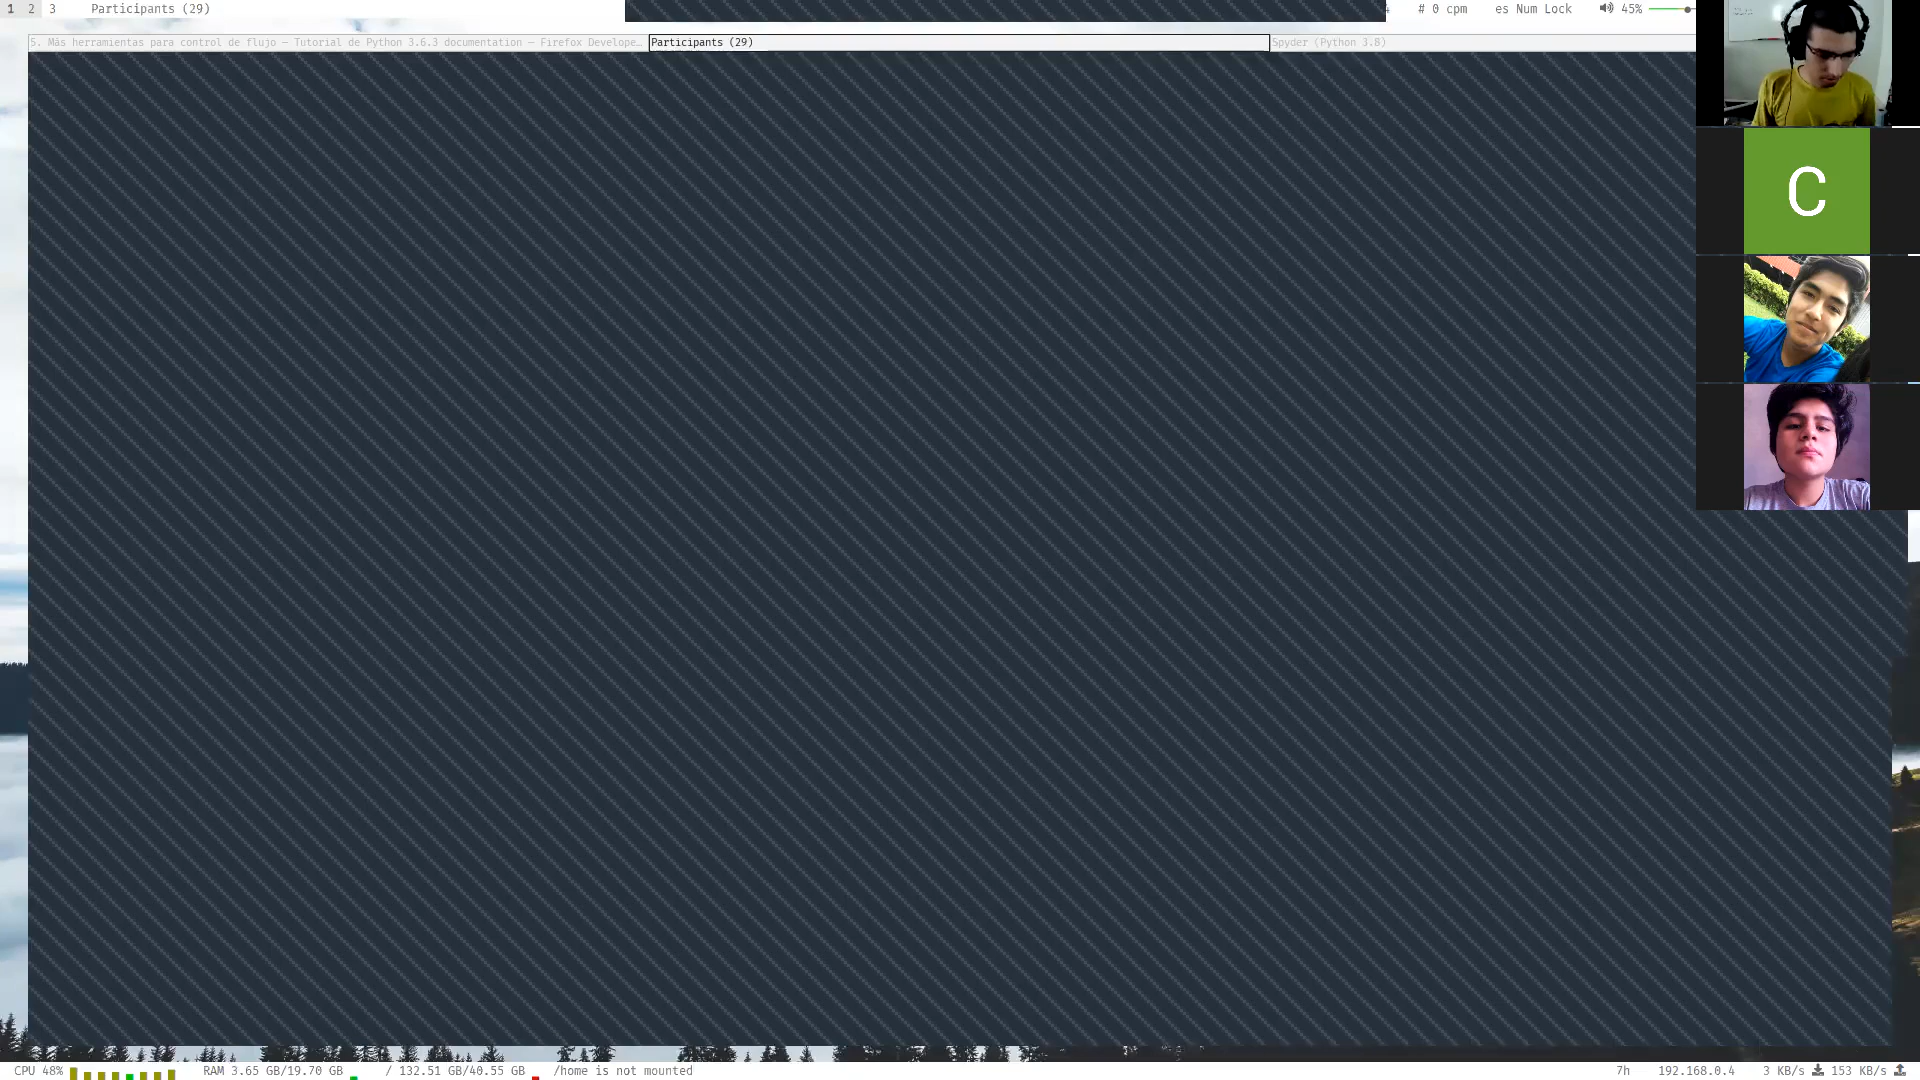 1 2 3 Participants (29)
# 0 cpm es Num Lock 45%
5. Más herramientas para control de flujo — Tutorial de Python 3.6.3 documentation — Firefox Develope…
Participants (29)
Spyder (Python 3.8)
C
CPU 48% RAM 3.65 GB/19.70 GB / 132.51 GB/40.55 GB /home is not mounted
7h 192.168.0.4 3 KB/s 153 KB/s